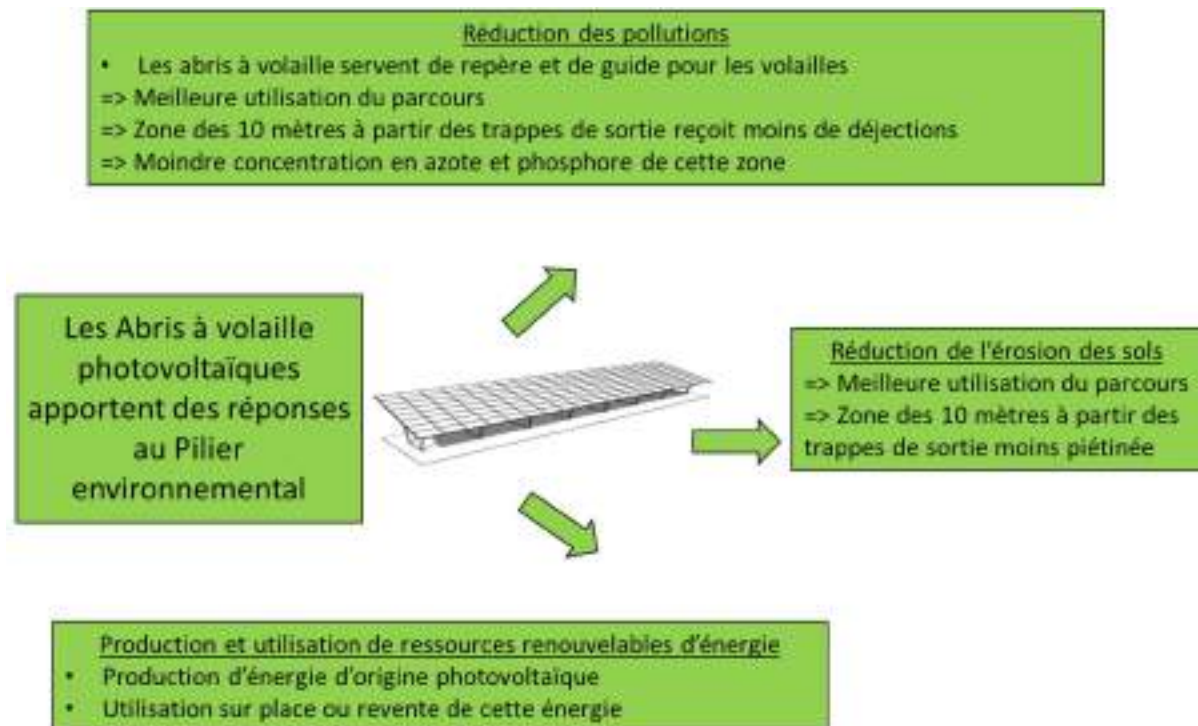 Réduction des pollutions
• Les abris à volaille servent de repère et de guide pour les volailles
=> Meilleure utilisation du parcours
=> Zone des 10 mètres à partir des trappes de sortie reçoit moins de déjections
=> Moindre concentration en azote et phosphore de cette zone
Les Abris à volaille
photovoltaïques
apportent des réponses
au Pilier
environnemental
Réduction de l'érosion des sols
=> Meilleure utilisation du parcours
=> Zone des 10 mètres à partir des
trappes de sortie moins piétinée
Production et utilisation de ressources renouvelables d'énergie
• Production d'énergie d'origine photovoltaïque
• Utilisation sur place ou revente de cette énergie